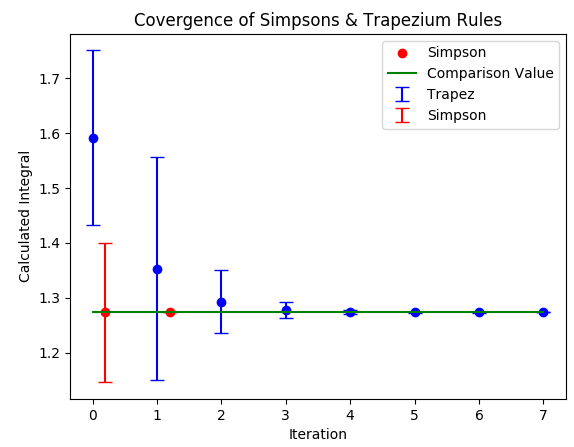 Covergence of Simpsons & Trapezium Rules
Simpson
Comparison Value
Trapez
Simpson
Calculated Integral
1.7
1.6
1.5
1.4
1.3
1.2
0 1 2 3 4 5 6 7
Iteration